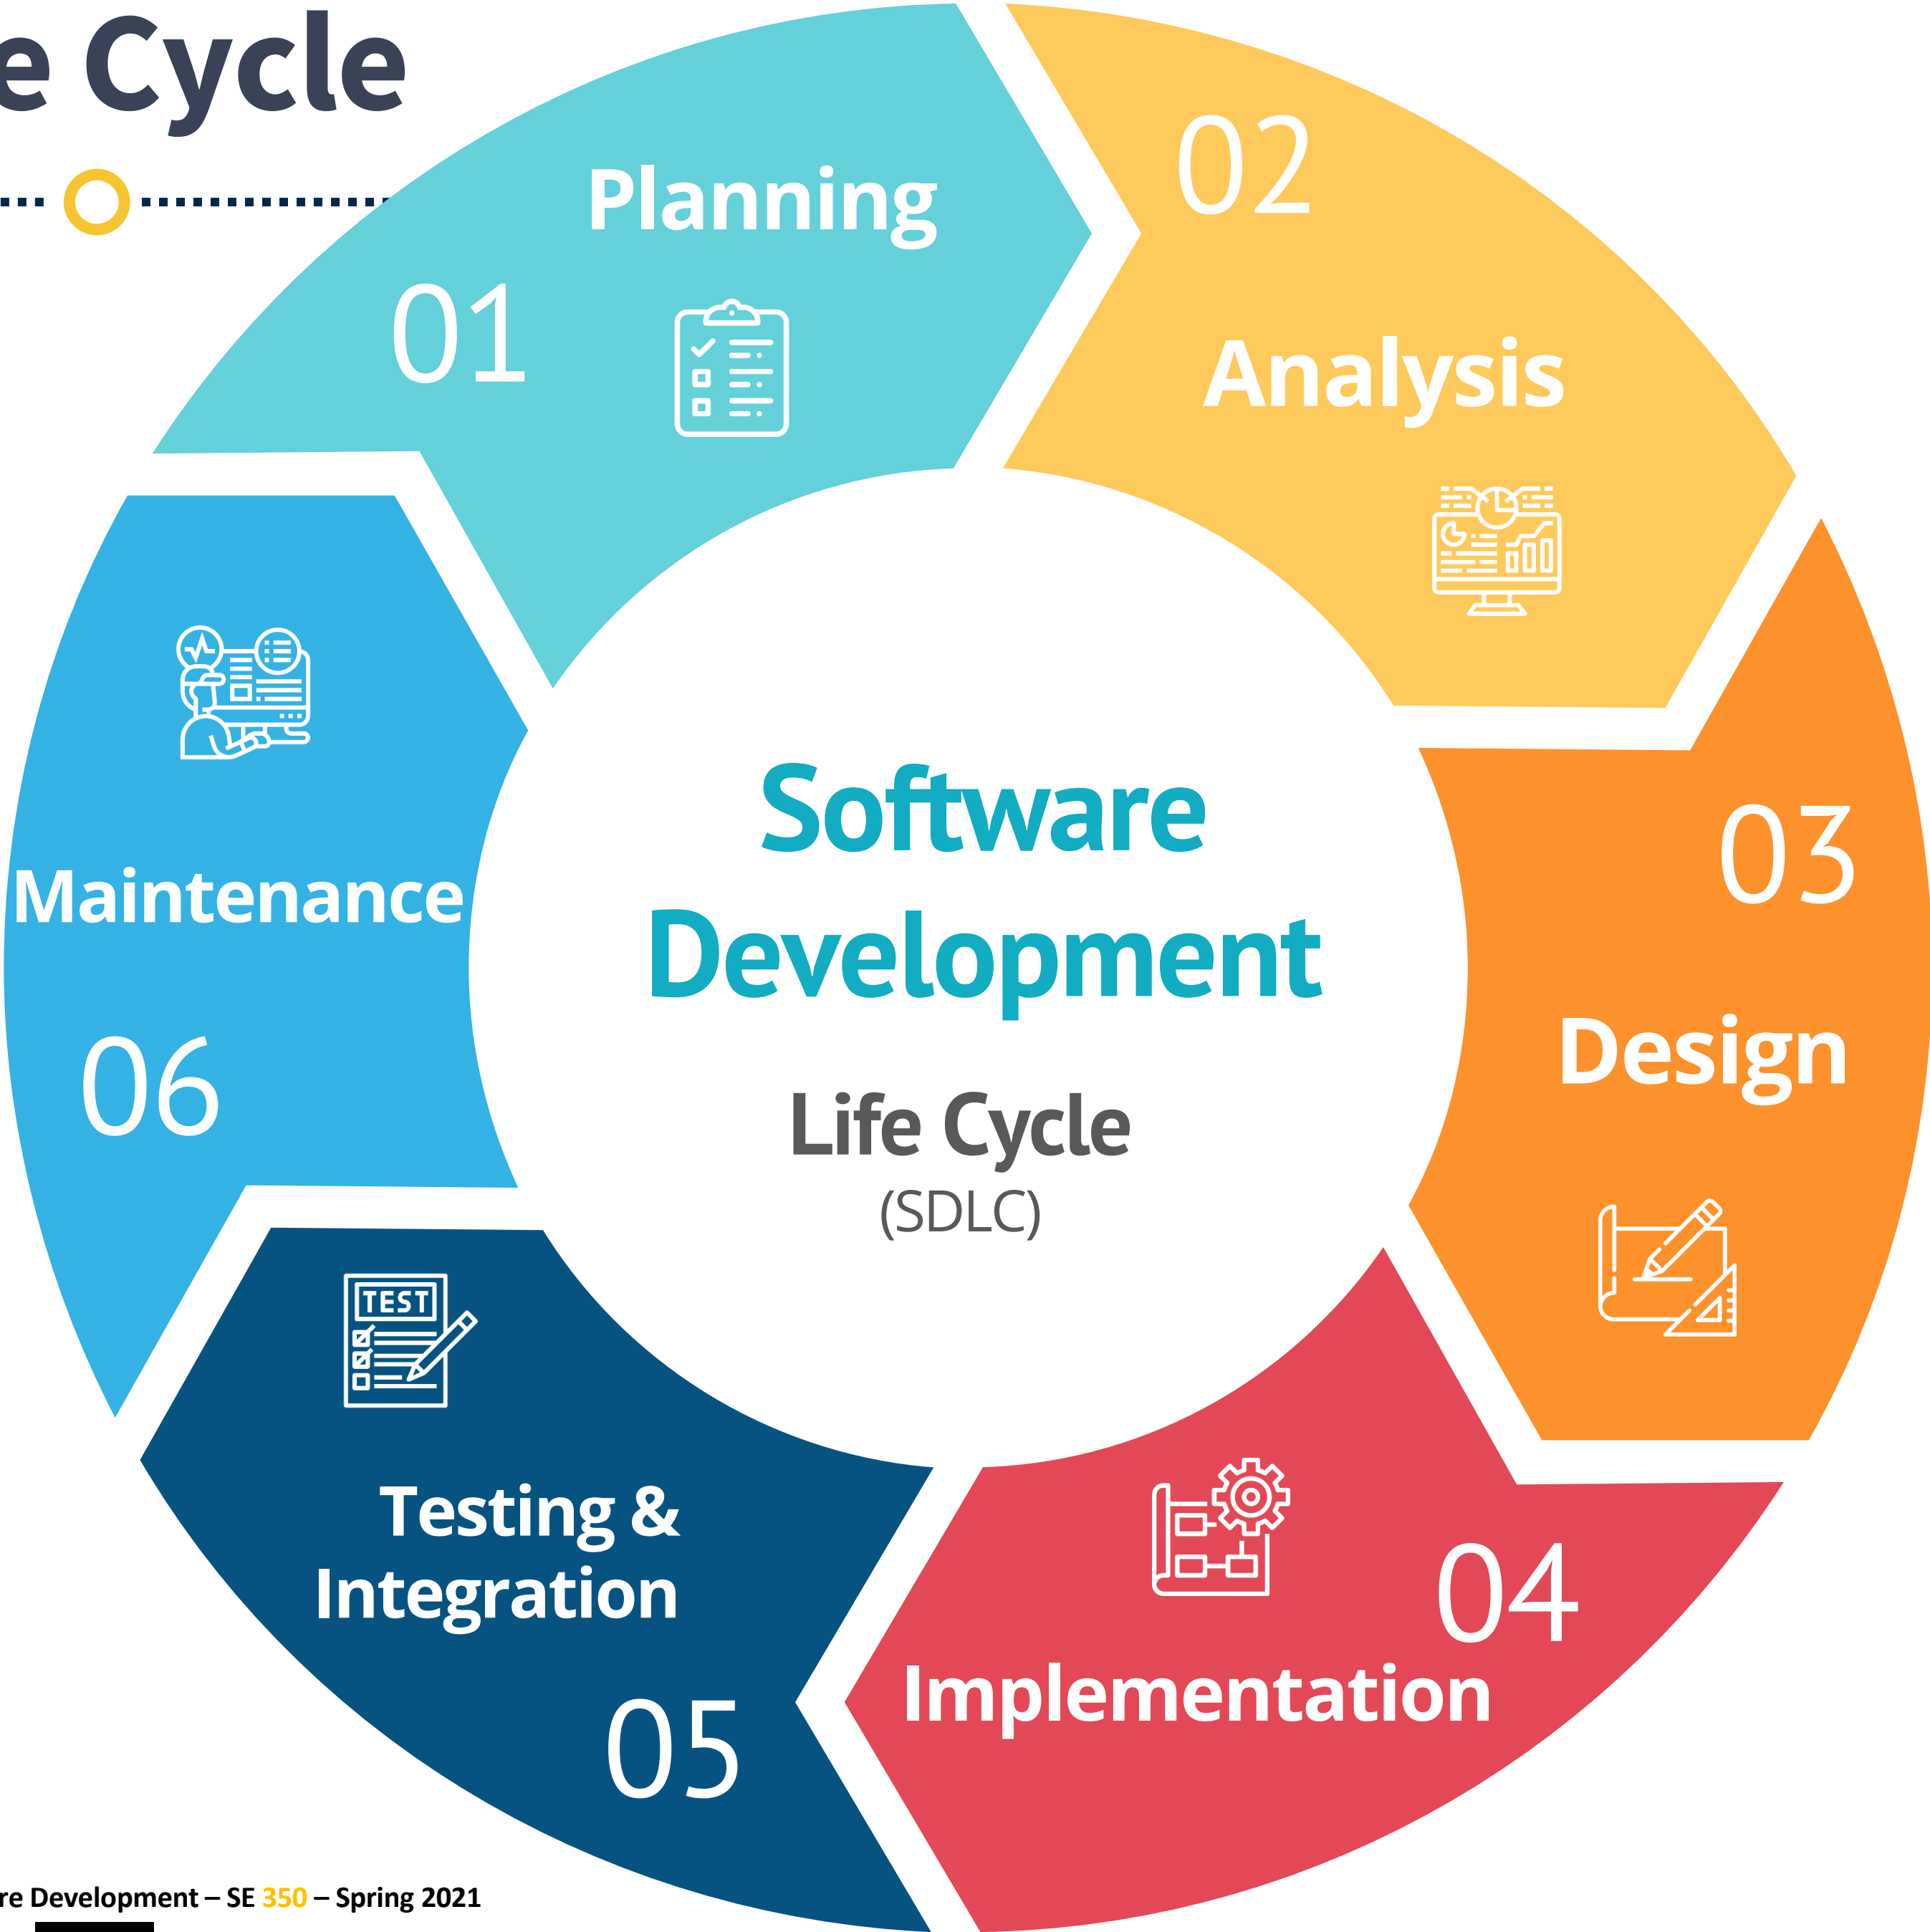 e Cycle
Planning
01
02
Analysis
03
Design
04
Implementation
TEST
Testing &
Integration
05
Maintenance
06
Software
Development
Life Cycle
(SDLC)
re Development – SE 350 – Spring 2021